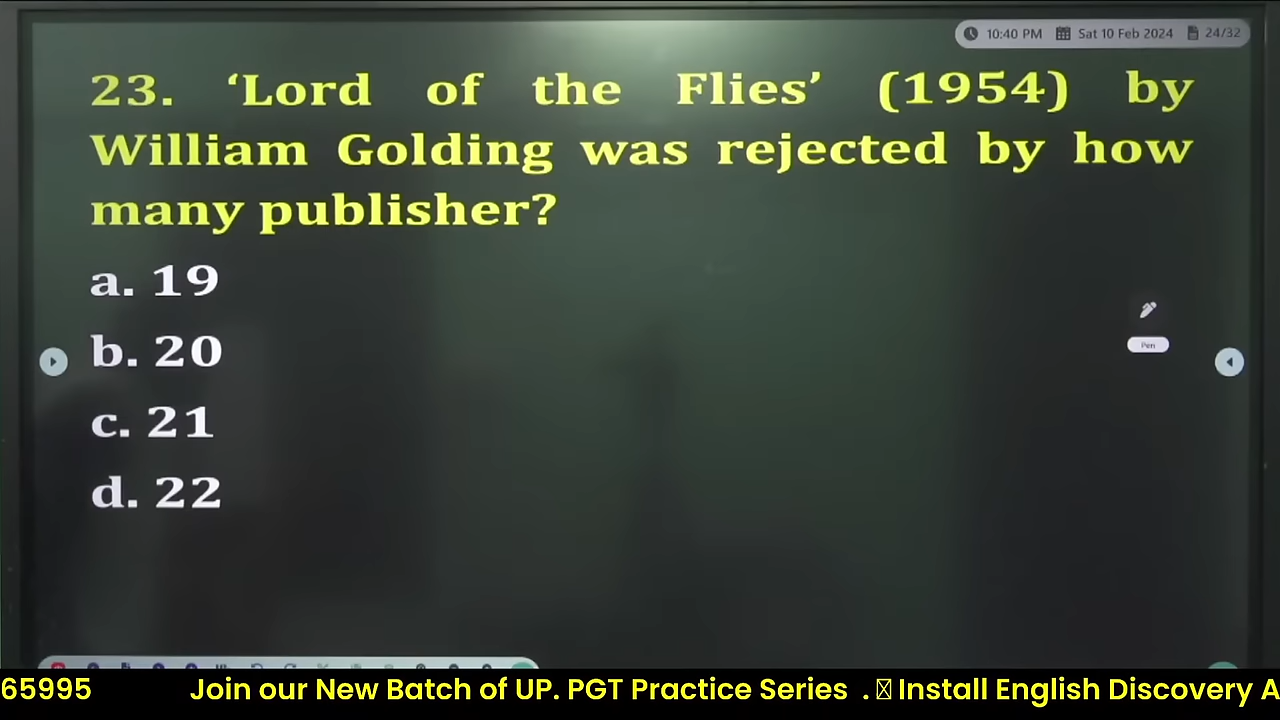 10:40 PM Sat 10 Feb 2024 24/32
23. ‘Lord of the Flies’ (1954) by
William Golding was rejected by how
many publisher?
a. 19
b. 20
c. 21
d. 22
Pen
65995 Join our New Batch of UP. PGT Practice Series . Install English Discovery A